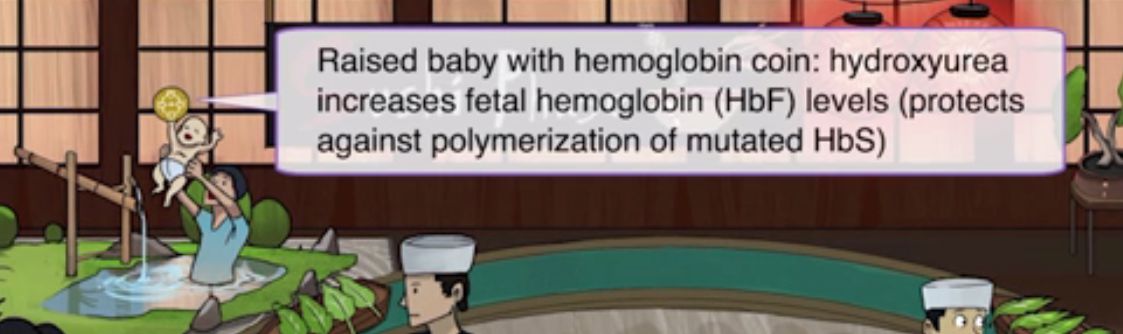 Raised baby with hemoglobin coin: hydroxyurea
increases fetal hemoglobin (HbF) levels (protects
against polymerization of mutated HbS)